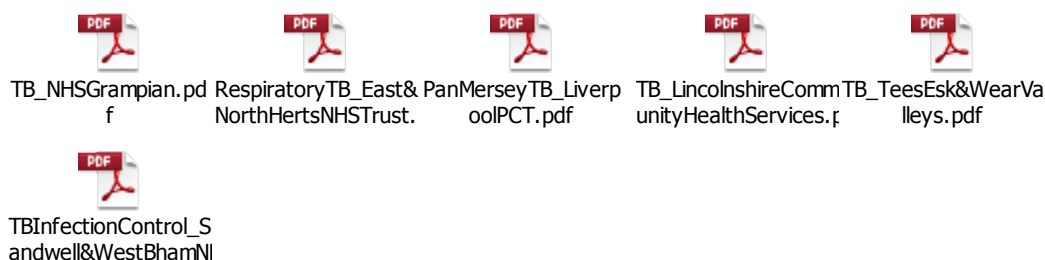 PDF PDF PDF PDF PDF
TB_NHSGrampian.pd RespiratoryTB_East& PanMerseyTB_Liverp TB_LincolnshireComm TB_TeesEsk&WearVa
f NorthHertsNHSTrust. oolPCT.pdf unityHealthServices.p lleys.pdf
PDF
TBInfectionControl_S
andwell&WestBhamN